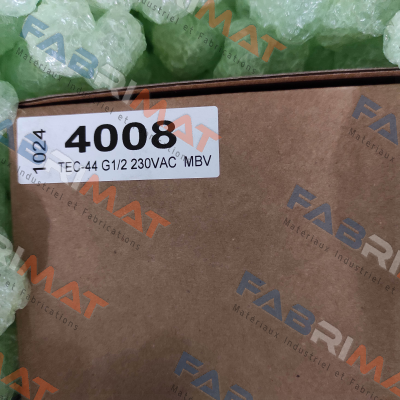 1024
4008
TEC-44 G1/2 230VAC MBV
FABRIMAT
Matériaux Industriel et Fabrications
FABRIMAT
Matériaux Industriel et Fabrications
FABRIMAT
Matériaux Industriel et Fabrications
FABRIMAT